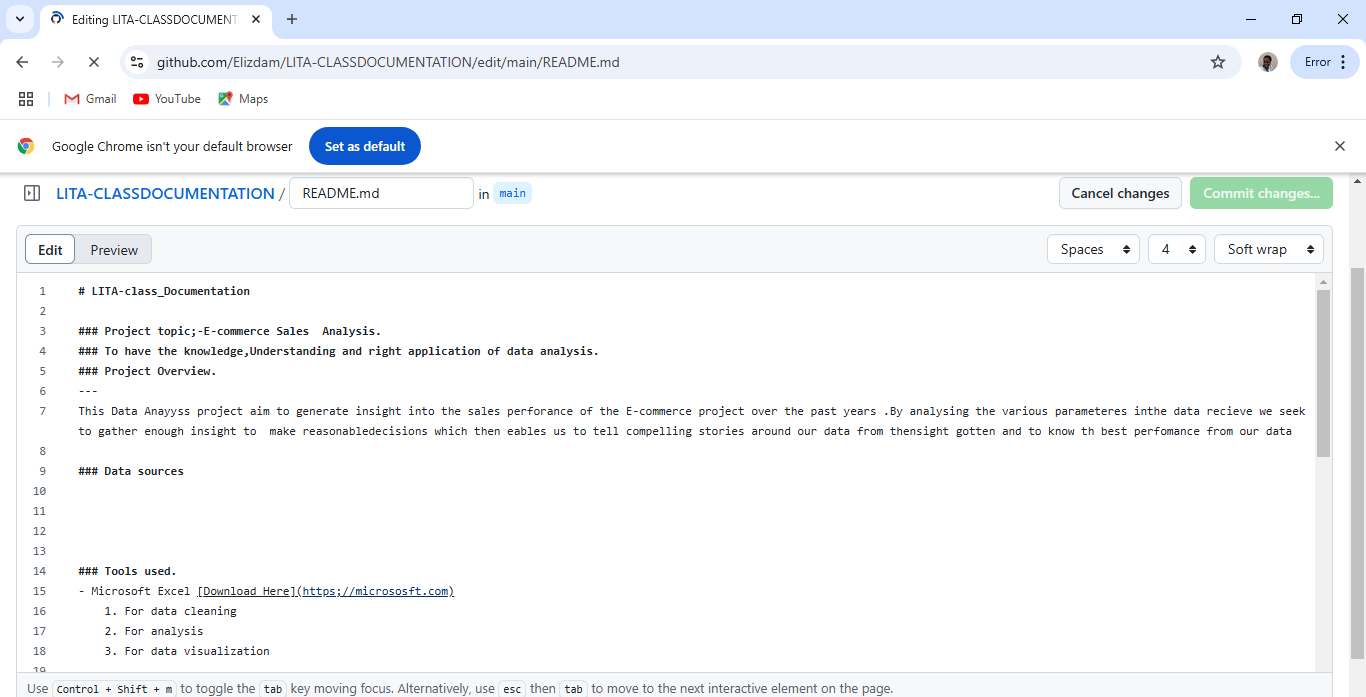 Editing LITA-CLASSDOCUMENT
github.com/Elizdam/LITA-CLASSDOCUMENTATION/edit/main/README.md
Error
Gmail YouTube Maps
Google Chrome isn't your default browser Set as default
LITA-CLASSDOCUMENTATION / README.md in main Cancel changes Commit changes...
Edit Preview Spaces 4 Soft wrap
1 # LITA-class_Documentation
2
3 ### Project topic;-E-commerce Sales  Analysis.
4 ### To have the knowledge,Understanding and right application of data analysis.
5 ### Project Overview.
6 ---
7 This Data Anayyss project aim to generate insight into the sales perforance of the E-commerce project over the past years .By analysing the various parameteres inthe data recieve we seek
to gather enough insight to  make reasonabledecisions which then eables us to tell compelling stories around our data from thensight gotten and to know th best perfomance from our data
8
9 ### Data sources
10
11
12
13
14 ### Tools used.
15 - Microsoft Excel [Download Here](https;//micrososft.com)
16 1. For data cleaning
17 2. For analysis
18 3. For data visualization
19
Use Control + Shift + m to toggle the tab key moving focus. Alternatively, use esc then tab to move to the next interactive element on the page.